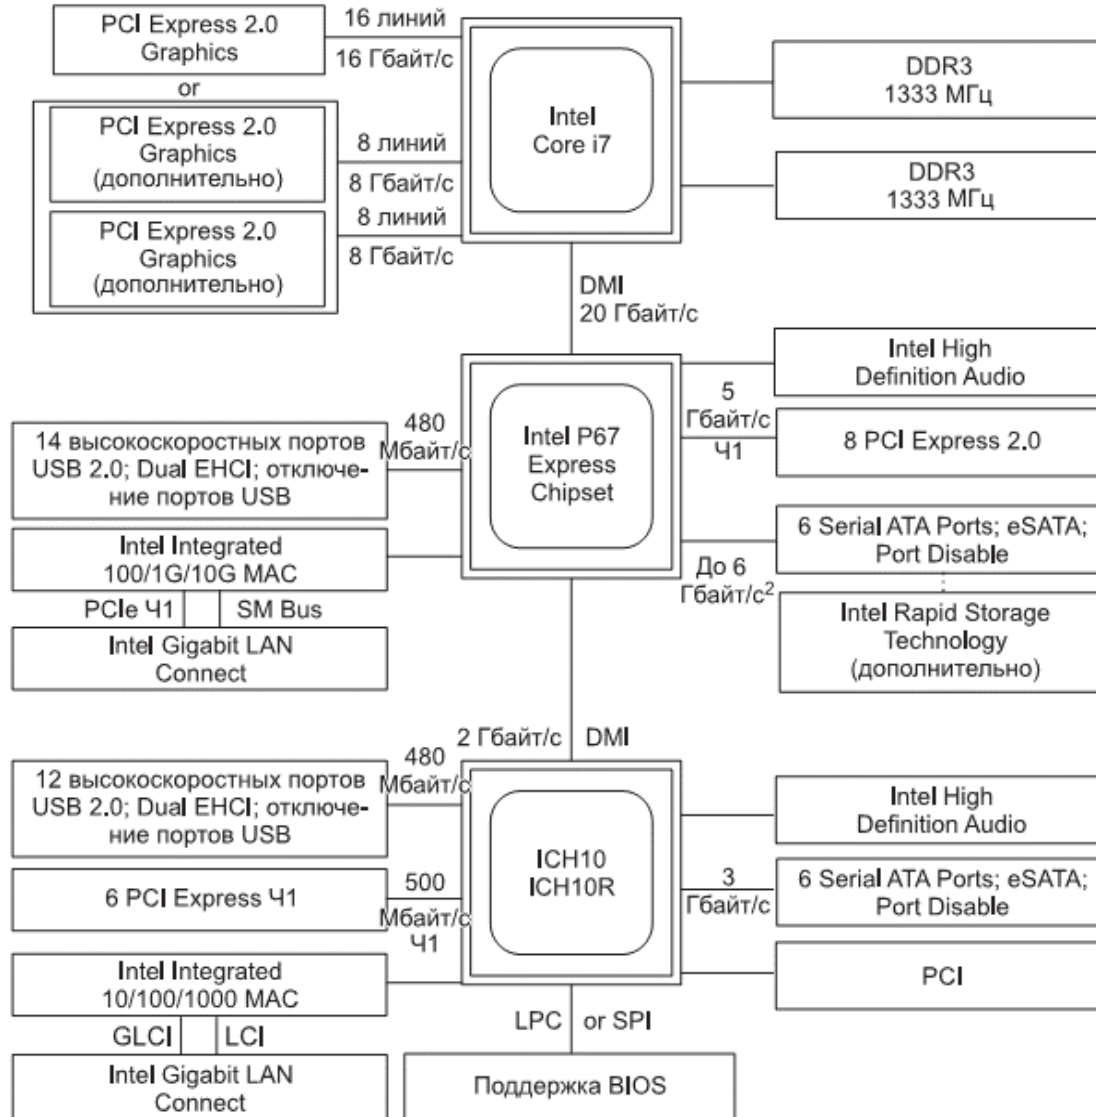 PCI Express 2.0
Graphics
16 линий
16 Гбайт/с
or
PCI Express 2.0
Graphics
(дополнительно)
8 линий
8 Гбайт/с
PCI Express 2.0
Graphics
(дополнительно)
8 линий
8 Гбайт/с
Intel
Core i7
DDR3
1333 МГц
DDR3
1333 МГц
DMI
20 Гбайт/с
Intel P67
Express
Chipset
Intel High
Definition Audio
5
Гбайт/с
Ч1
8 PCI Express 2.0
480
Мбайт/с
14 высокоскоростных портов
USB 2.0; Dual EHCI; отключе-
ние портов USB
Intel Integrated
100/1G/10G MAC
PCIe Ч1
SM Bus
Intel Gigabit LAN
Connect
До 6
Гбайт/с2
6 Serial ATA Ports; eSATA;
Port Disable
Intel Rapid Storage
Technology
(дополнительно)
2 Гбайт/с
DMI
480
Мбайт/с
12 высокоскоростных портов
USB 2.0; Dual EHCI; отключе-
ние портов USB
ICH10
ICH10R
Intel High
Definition Audio
6 PCI Express Ч1
500
Мбайт/с
Ч1
3
Гбайт/с
6 Serial ATA Ports; eSATA;
Port Disable
Intel Integrated
10/100/1000 MAC
PCI
GLCI
LCI
Intel Gigabit LAN
Connect
LPC
or SPI
Поддержка BIOS